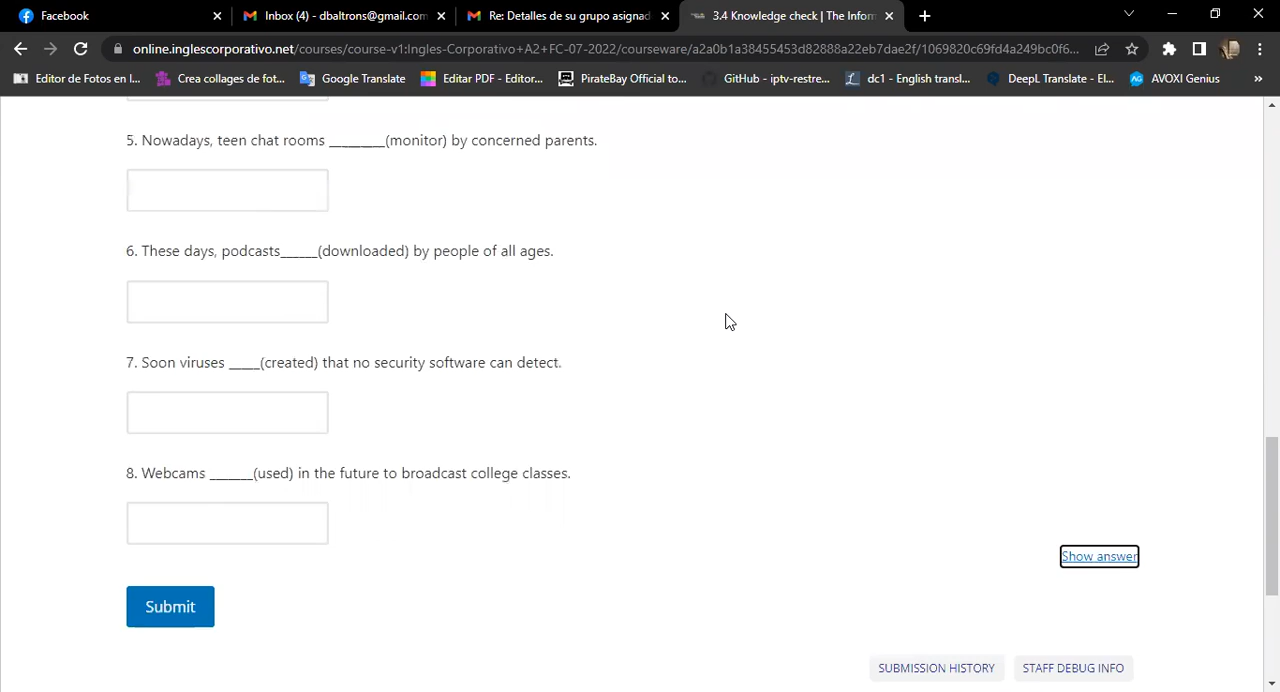 Facebook
Inbox (4) - dbaltrons@gmail.com
Re: Detalles de su grupo asignad
3.4 Knowledge check | The Inform
online.inglescorporativo.net/courses/course-v1:Ingles-Corporativo+A2+FC-07-2022/courseware/a2a0b1a38455453d82888a22eb7dae2f/1069820c69fd4a249bc0f6...
Editor de Fotos en l...
Crea collages de fot...
Google Translate
Editar PDF - Editor...
PirateBay Official to...
GitHub - iptv-restre...
dc1 - English transl...
DeepL Translate - El...
AVOXI Genius
»
5. Nowadays, teen chat rooms _________(monitor) by concerned parents.
6. These days, podcasts______(downloaded) by people of all ages.
7. Soon viruses _____(created) that no security software can detect.
8. Webcams _______(used) in the future to broadcast college classes.
Show answer
Submit
SUBMISSION HISTORY
STAFF DEBUG INFO